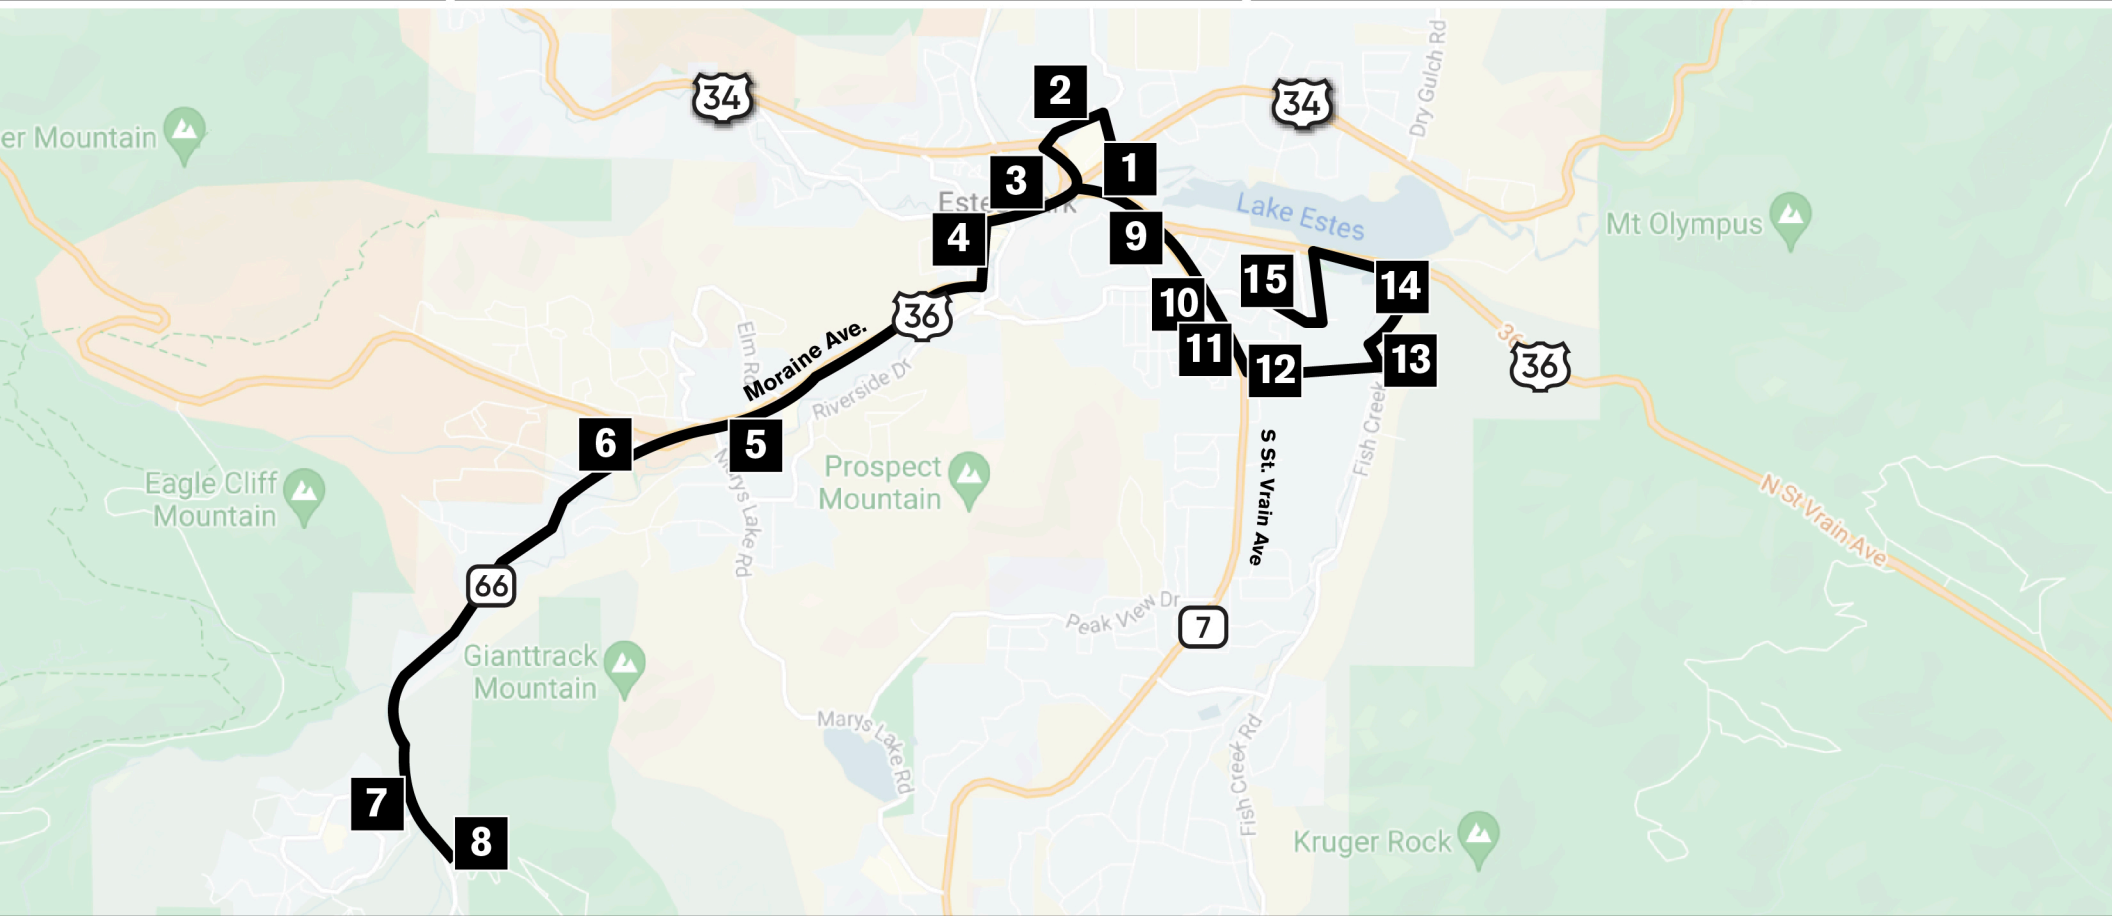 2
34
34
Dry Gulch Rd
er Mountain
1
3
Lake Estes
Mt Olympus
4
9
15
14
10
36
11
12
13
36
36
Elm Rd
Moraine Ave.
Riverside Dr
Fish Creek
6
5
S St. Vrain Ave
Prospect
Mountain
Eagle Cliff
Mountain
Marys Lake Rd
N St Vrain Ave
66
Peak View Dr
7
Gianttrack
Mountain
Marys Lake Rd
Fish Creek Rd
7
8
Kruger Rock